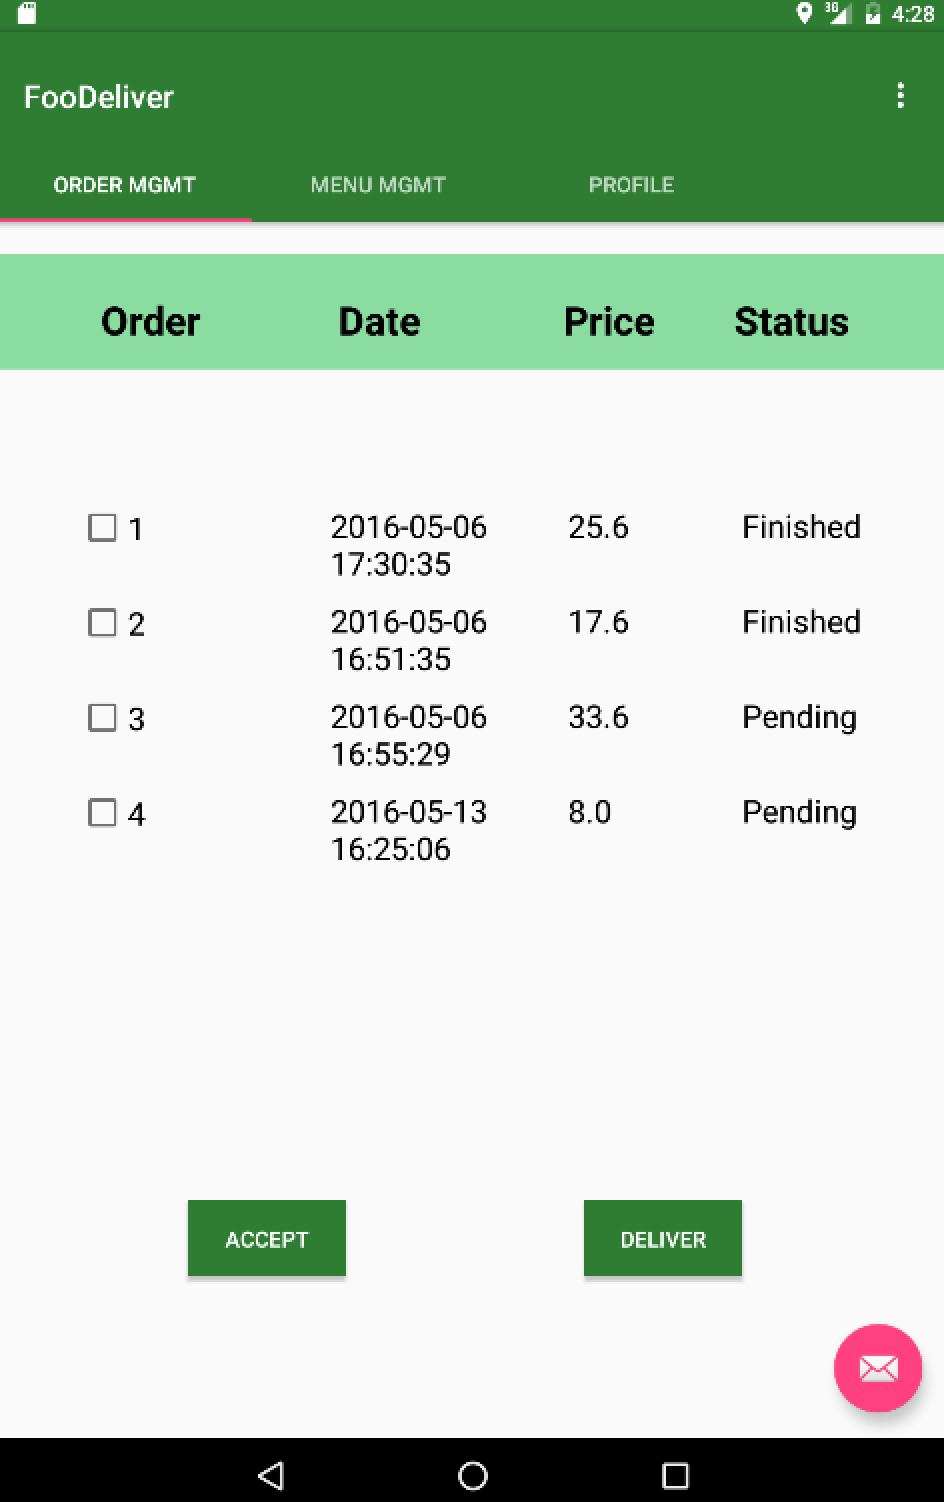 3G 4:28
FooDeliver
ORDER MGMT MENU MGMT PROFILE
Order Date Price Status
1 2016-05-06 25.6 Finished
17:30:35
2 2016-05-06 17.6 Finished
16:51:35
3 2016-05-06 33.6 Pending
16:55:29
4 2016-05-13 8.0 Pending
16:25:06
ACCEPT DELIVER